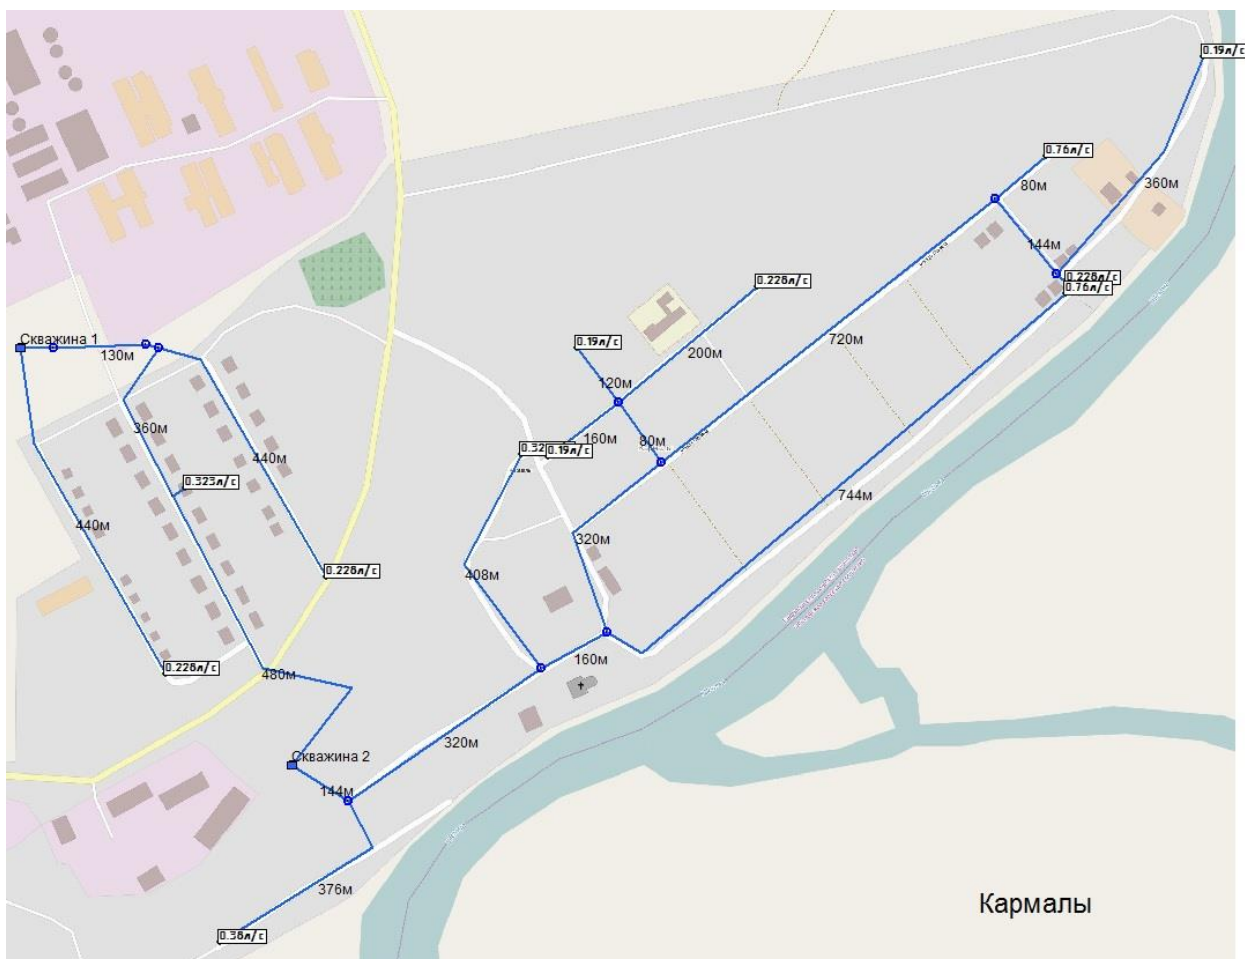 0.19л/с
0.76л/с
80м
360м
144м
0.228л/с
0.228л/с
0.76л/с
Скважина 1
130м
0.19л/с
720м
200м
120м
360м
160м
80м
440м
0.19л/с
0.323л/с
744м
440м
320м
0.228л/с
408м
160м
0.228л/с
480м
320м
Скважина 2
144м
376м
Кармалы
0.38л/с